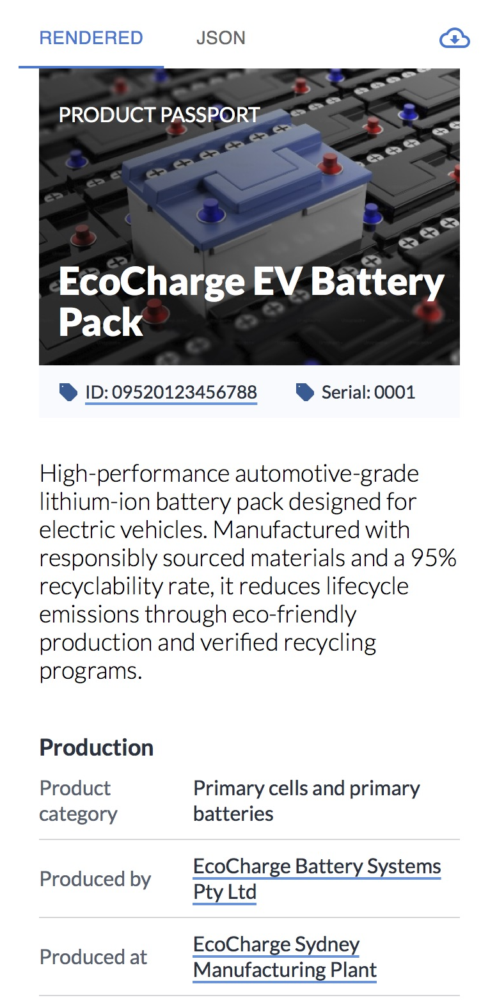 RENDERED JSON
PRODUCT PASSPORT
EcoCharge EV Battery
Pack
ID: 09520123456788 Serial: 0001
High-performance automotive-grade
lithium-ion battery pack designed for
electric vehicles. Manufactured with
responsibly sourced materials and a 95%
recyclability rate, it reduces lifecycle
emissions through eco-friendly
production and verified recycling
programs.
Production
Product category
Primary cells and primary batteries
Produced by
EcoCharge Battery Systems
Pty Ltd
Produced at
EcoCharge Sydney
Manufacturing Plant